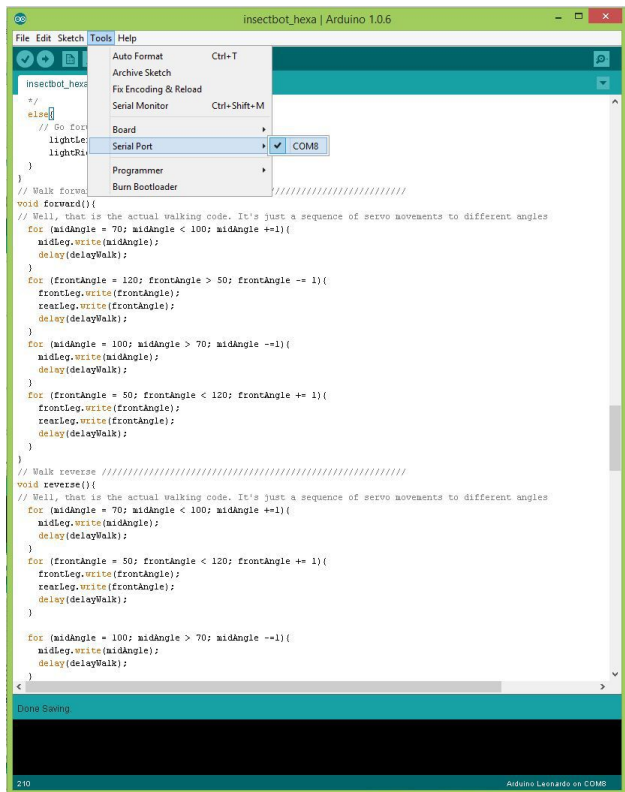 insectbot_hexa | Arduino 1.0.6
File Edit Sketch Tools Help
Auto Format Ctrl+T
Archive Sketch
Fix Encoding & Reload
Serial Monitor Ctrl+Shift+M
Board
Serial Port
COM8
Programmer
Burn Bootloader
insectbot_hexa
*/
else{
// Go for
lightLe
lightRi
}
}
// Walk forwa ////////////////////////////
void forward(){
// Well, that is the actual walking code. It's just a sequence of servo movements to different angles
for (midAngle = 70; midAngle < 100; midAngle +=1){
midLeg.write(midAngle);
delay(delayWalk);
}
for (frontAngle = 120; frontAngle > 50; frontAngle -= 1){
frontLeg.write(frontAngle);
rearLeg.write(frontAngle);
delay(delayWalk);
}
for (midAngle = 100; midAngle > 70; midAngle -=1){
midLeg.write(midAngle);
delay(delayWalk);
}
for (frontAngle = 50; frontAngle < 120; frontAngle += 1){
frontLeg.write(frontAngle);
rearLeg.write(frontAngle);
delay(delayWalk);
}
}
// Walk reverse //////////////////////////////////////////////////////////
void reverse(){
// Well, that is the actual walking code. It's just a sequence of servo movements to different angles
for (midAngle = 70; midAngle < 100; midAngle +=1){
midLeg.write(midAngle);
delay(delayWalk);
}
for (frontAngle = 50; frontAngle < 120; frontAngle += 1){
frontLeg.write(frontAngle);
rearLeg.write(frontAngle);
delay(delayWalk);
}
for (midAngle = 100; midAngle > 70; midAngle -=1){
midLeg.write(midAngle);
delay(delayWalk);
}
Done Saving.
210
Arduino Leonardo on COM8